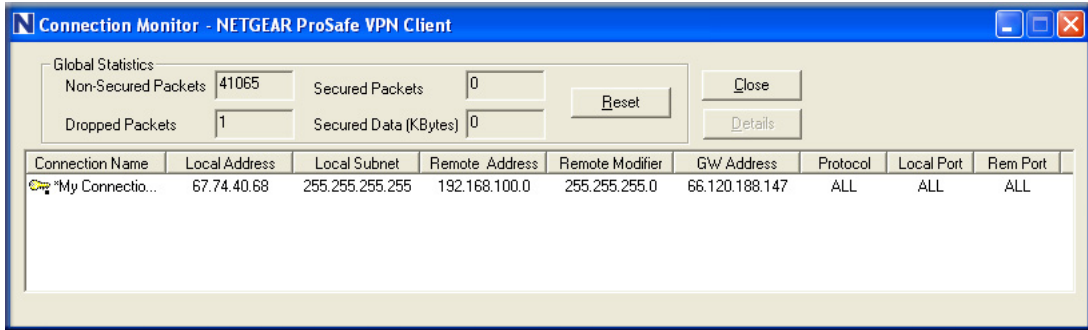 N Connection Monitor - NETGEAR ProSafe VPN Client
Global Statistics
Non-Secured Packets 41065 Secured Packets 0 Reset Close
Dropped Packets 1 Secured Data (KBytes) 0 Details
Connection Name Local Address Local Subnet Remote Address Remote Modifier GW Address Protocol Local Port Rem Port
*My Connectio... 67.74.40.68 255.255.255.255 192.168.100.0 255.255.255.0 66.120.188.147 ALL ALL ALL